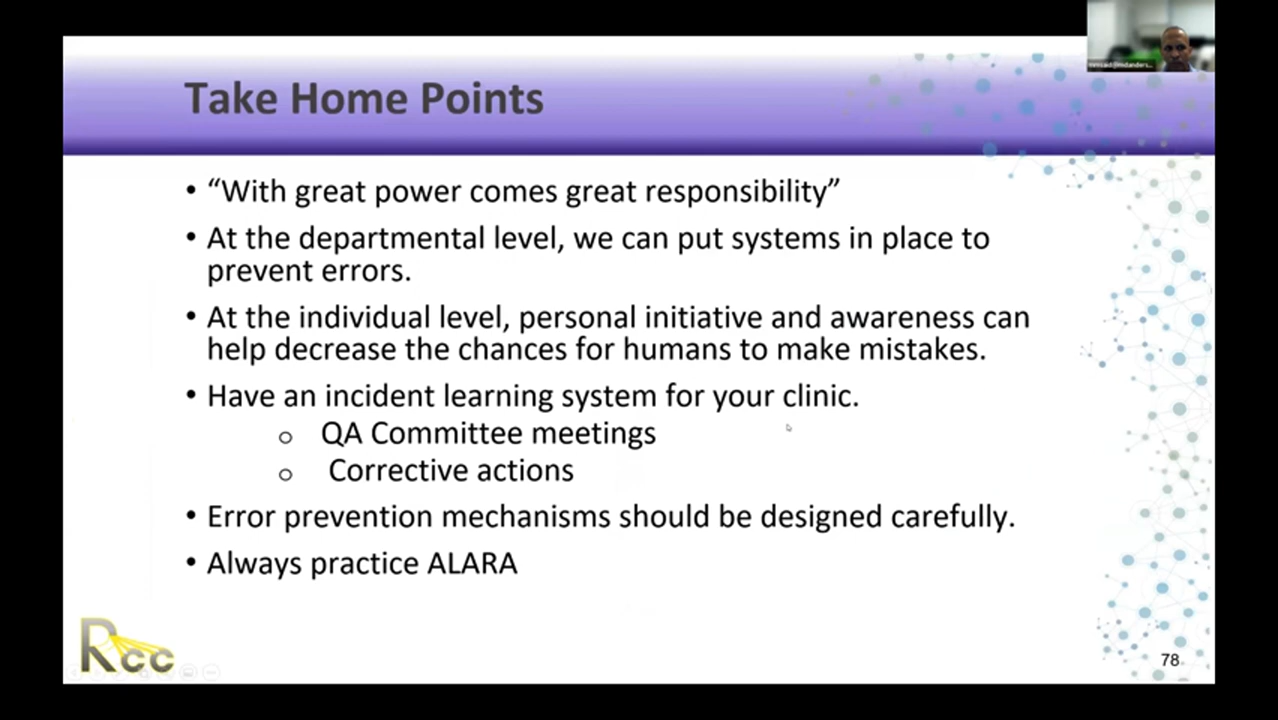 Take Home Points
• “With great power comes great responsibility”
• At the departmental level, we can put systems in place to
prevent errors.
• At the individual level, personal initiative and awareness can
help decrease the chances for humans to make mistakes.
• Have an incident learning system for your clinic.
o QA Committee meetings
o Corrective actions
• Error prevention mechanisms should be designed carefully.
• Always practice ALARA
Rcc
78